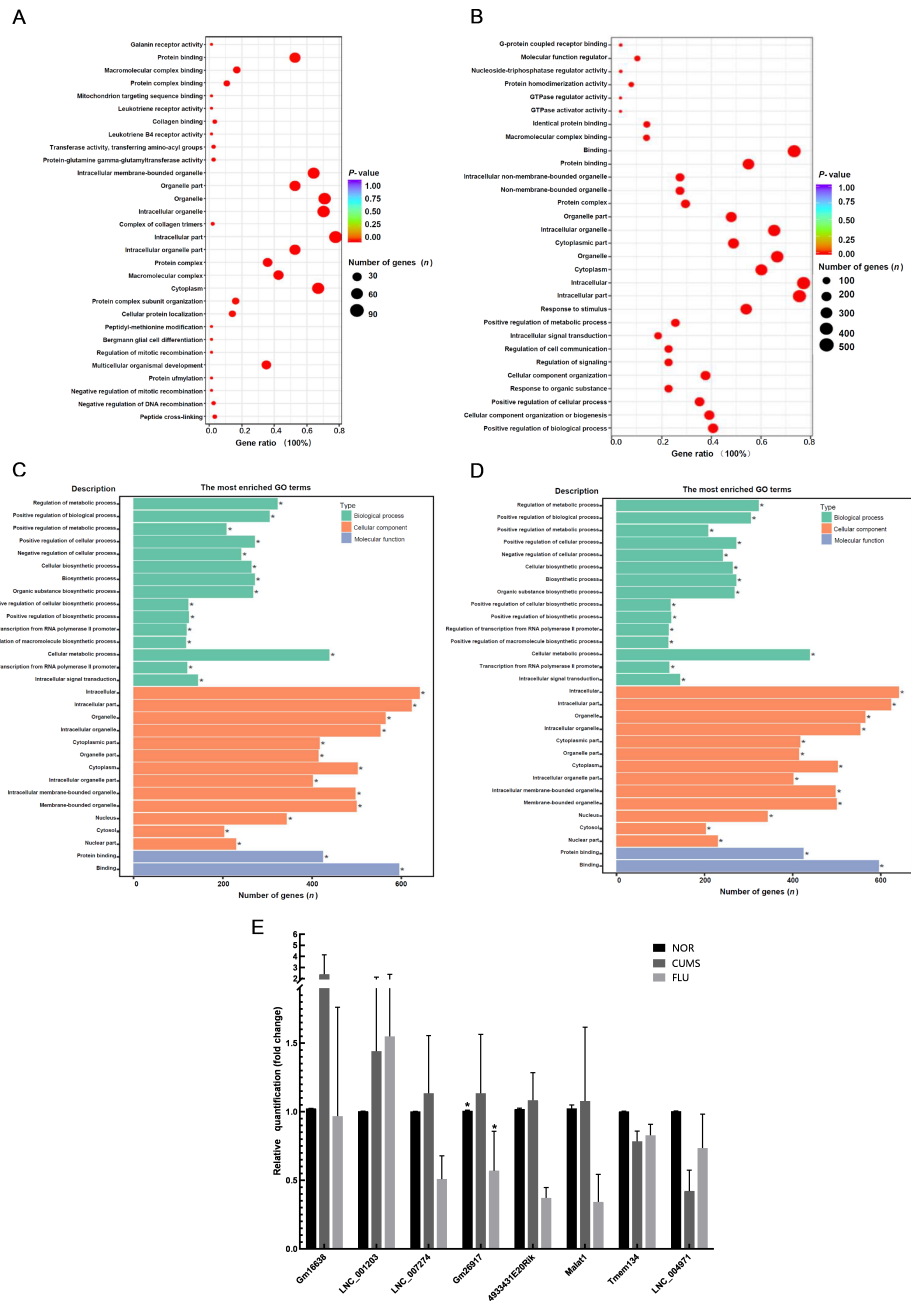 A
Galanin receptor activity
Protein binding
Macromolecular complex binding
Protein complex binding
Mitochondrion targeting sequence binding
Leukotriene receptor activity
Collagen binding
Leukotriene B4 receptor activity
Transferase activity, transferring amino-acyl groups
Protein-glutamine gamma-glutamyltransferase activity
Intracellular membrane-bounded organelle
Organelle part
Organelle
Intracellular organelle
Complex of collagen trimers
Intracellular part
Intracellular organelle part
Protein complex
Macromolecular complex
Cytoplasm
Protein complex subunit organization
Cellular protein localization
Peptidyl-methionine modification
Bergmann glial cell differentiation
Regulation of mitotic recombination
Multicellular organismal development
Protein ufmylation
Negative regulation of mitotic recombination
Negative regulation of DNA recombination
Peptide cross-linking
0.0 0.2 0.4 0.6 0.8
Gene ratio (100%)
P-value
1.00
0.75
0.50
0.25
0.00
Number of genes (n)
30
60
90
B
G-protein coupled receptor binding
Molecular function regulator
Nucleoside-triphosphatase regulator activity
Protein homodimerization activity
GTPase regulator activity
GTPase activator activity
Identical protein binding
Macromolecular complex binding
Binding
Protein binding
Intracellular non-membrane-bounded organelle
Non-membrane-bounded organelle
Protein complex
Organelle part
Intracellular organelle
Cytoplasmic part
Organelle
Cytoplasm
Intracellular
Intracellular part
Response to stimulus
Positive regulation of metabolic process
Intracellular signal transduction
Regulation of cell communication
Regulation of signaling
Cellular component organization
Response to organic substance
Positive regulation of cellular process
Cellular component organization or biogenesis
Positive regulation of biological process
0.0 0.2 0.4 0.6 0.8
Gene ratio (100%)
P-value
1.00
0.75
0.50
0.25
0.00
Number of genes (n)
100
200
300
400
500
C
Description
The most enriched GO terms
Regulation of metabolic process
Positive regulation of biological process
Positive regulation of metabolic process
Positive regulation of cellular process
Negative regulation of cellular process
Cellular biosynthetic process
Biosynthetic process
Organic substance biosynthetic process
ive regulation of cellular biosynthetic process
Positive regulation of biosynthetic process
transcription from RNA polymerase II promoter
lation of macromolecule biosynthetic process
Cellular metabolic process
Transcription from RNA polymerase II promoter
Intracellular signal transduction
Intracellular
Intracellular part
Organelle
Intracellular organelle
Cytoplasmic part
Organelle part
Cytoplasm
Intracellular organelle part
Intracellular membrane-bounded organelle
Membrane-bounded organelle
Nucleus
Cytosol
Nuclear part
Protein binding
Binding
Type
Biological process
Cellular component
Molecular function
0 200 400 600
Number of genes (n)
D
Description
The most enriched GO terms
Regulation of metabolic process
Positive regulation of biological process
Positive regulation of metabolic process
Positive regulation of cellular process
Negative regulation of cellular process
Cellular biosynthetic process
Biosynthetic process
Organic substance biosynthetic process
Positive regulation of cellular biosynthetic process
Positive regulation of biosynthetic process
Regulation of transcription from RNA polymerase II promoter
Positive regulation of macromolecule biosynthetic process
Cellular metabolic process
Transcription from RNA polymerase II promoter
Intracellular signal transduction
Intracellular
Intracellular part
Organelle
Intracellular organelle
Cytoplasmic part
Organelle part
Cytoplasm
Intracellular organelle part
Intracellular membrane-bounded organelle
Membrane-bounded organelle
Nucleus
Cytosol
Nuclear part
Protein binding
Binding
Type
Biological process
Cellular component
Molecular function
0 200 400 600
Number of genes (n)
E
Relative quantification (fold change)
6
5
4
3
2
1.5
1.0
0.5
0.0
* *
NOR
CUMS
FLU
Gm16638
LNC_001203
LNC_007274
Gm26917
4933431E20Rik
Malat1
Tmem134
LNC_004971